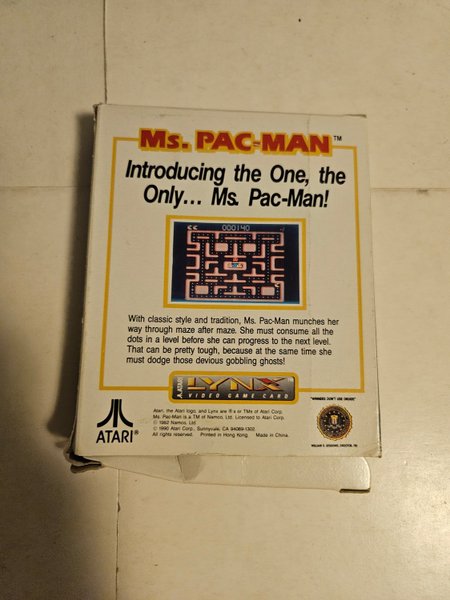 Ms. PAC-MAN™
Introducing the One, the
Only... Ms. Pac-Man!
000140
With classic style and tradition, Ms. Pac-Man munches her
way through maze after maze. She must consume all the
dots in a level before she can progress to the next level.
That can be pretty tough, because at the same time she
must dodge those devious gobbling ghosts!
ATARI LYNX
VIDEO GAME CARD
ATARI®
Atari, the Atari logo, and Lynx are ® s or TMs of Atari Corp.
Ms. Pac-Man is a TM of Namco, Ltd. Licensed to Atari Corp.
© 1982 Namco, Ltd.
© 1990 Atari Corp., Sunnyvale, CA 94089-1302.
All rights reserved. Printed in Hong Kong. Made in China.
"WINNERS DON'T USE DRUGS"
WILLIAM S. SESSIONS, DIRECTOR, FBI